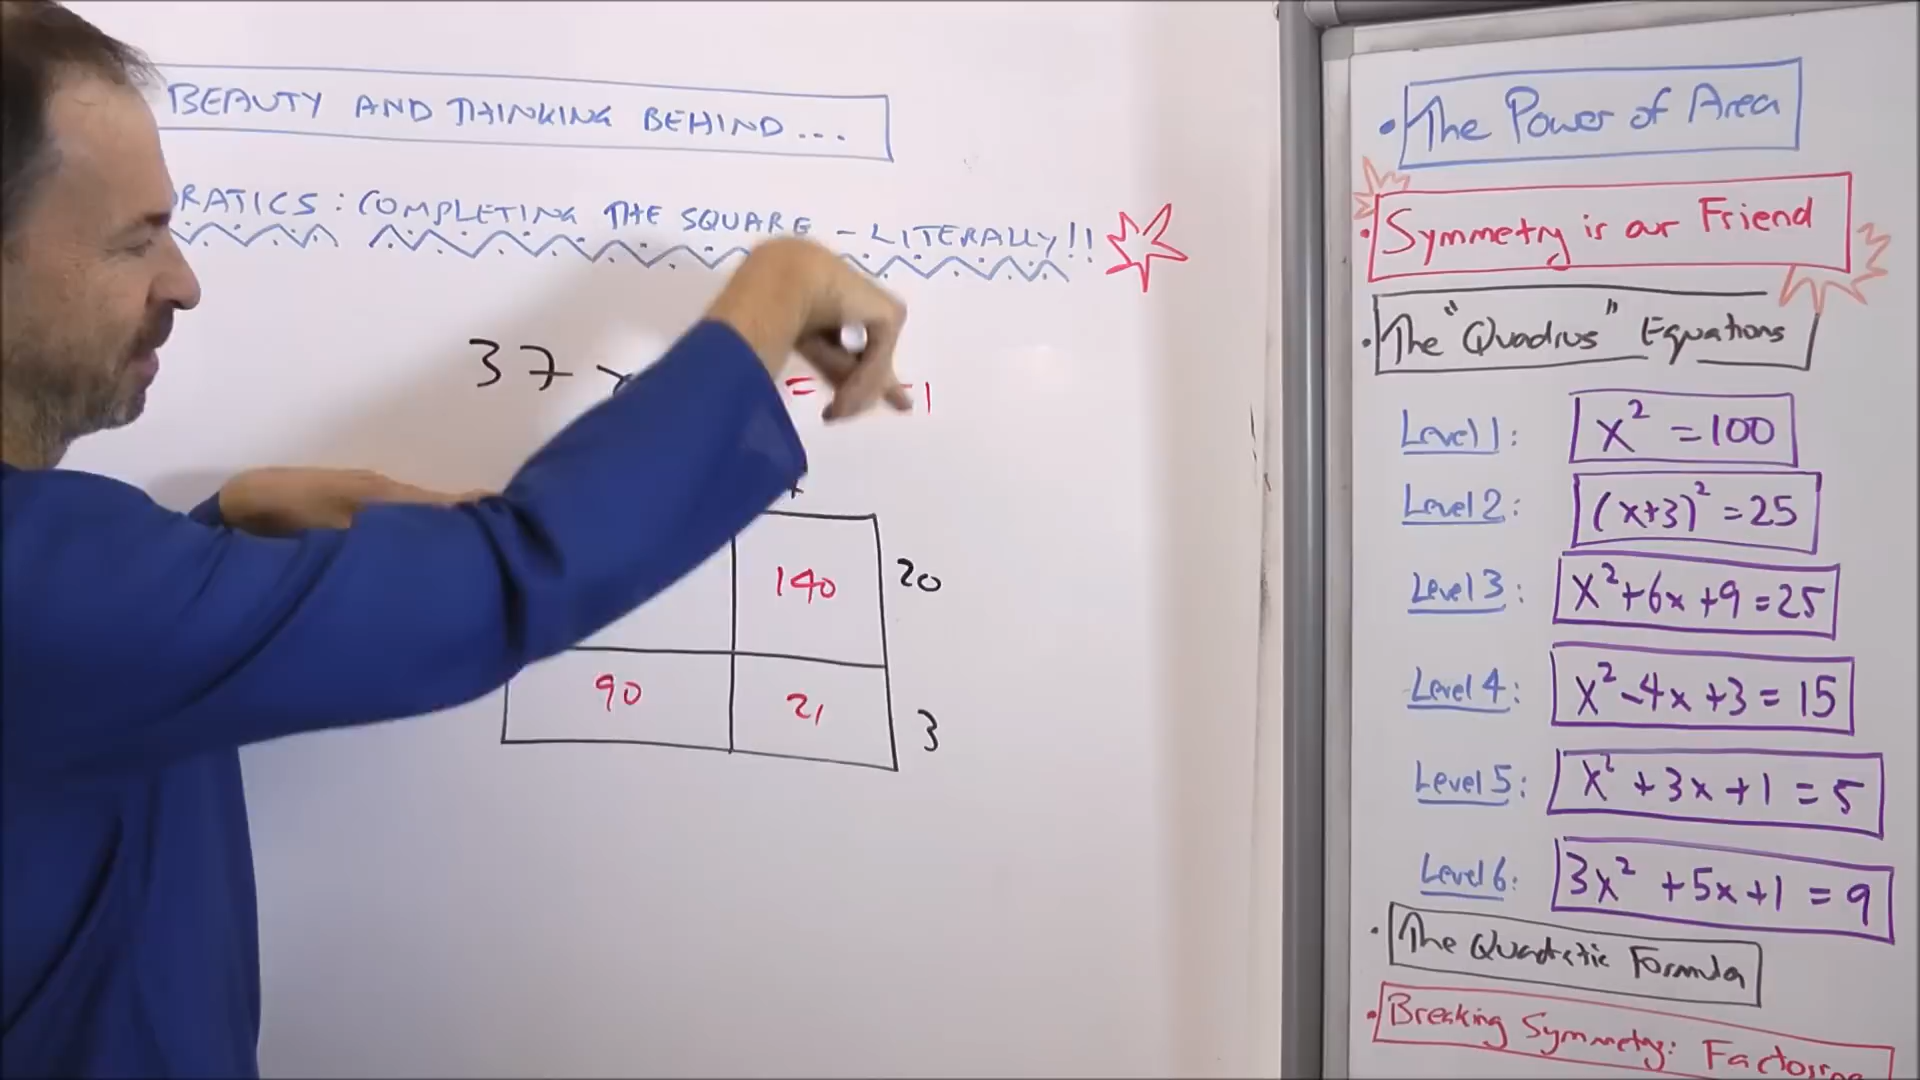 BEAUTY AND THINKING BEHIND...
RATICS: COMPLETING THE SQUARE - LITERALLY!!
37 x
= 1
140
20
90
21
3
• The Power of Area
• Symmetry is our Friend
• The "Quadrus" Equations
Level 1: x² = 100
Level 2: (x+3)² = 25
Level 3: x²+6x+9=25
Level 4: x²-4x+3=15
Level 5: x²+3x+1=5
Level 6: 3x²+5x+1=9
• The Quadratic Formula
• Breaking Symmetry: Factoring